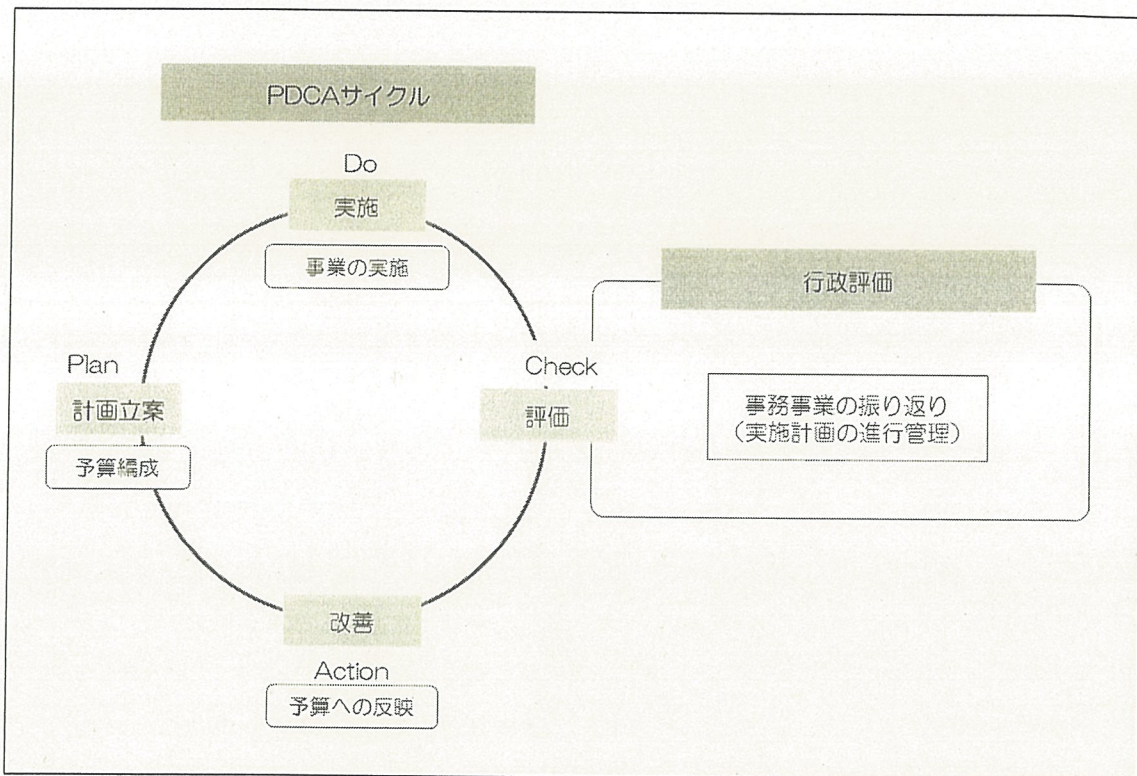 PDCAサイクル
Do
実施
事業の実施
行政評価
Plan
計画立案
予算編成
Check
評価
事務事業の振り返り
(実施計画の進行管理)
改善
Action
予算への反映